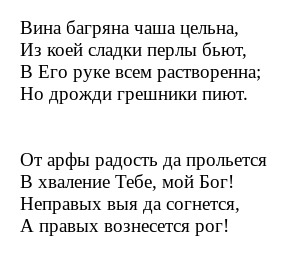 Вина багряна чаша цельна,
Из коей сладки перлы бьют,
В Его руке всем растворенна;
Но дрожди грешники пиют.
От арфы радость да прольется
В хваление Тебе, мой Бог!
Неправых выя да согнется,
А правых вознесется рог!